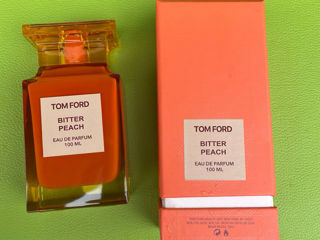 TOM FORD
BITTER
PEACH
EAU DE PARFUM
100 ML
TOM FORD
BITTER
PEACH
EAU DE PARFUM
100 ML